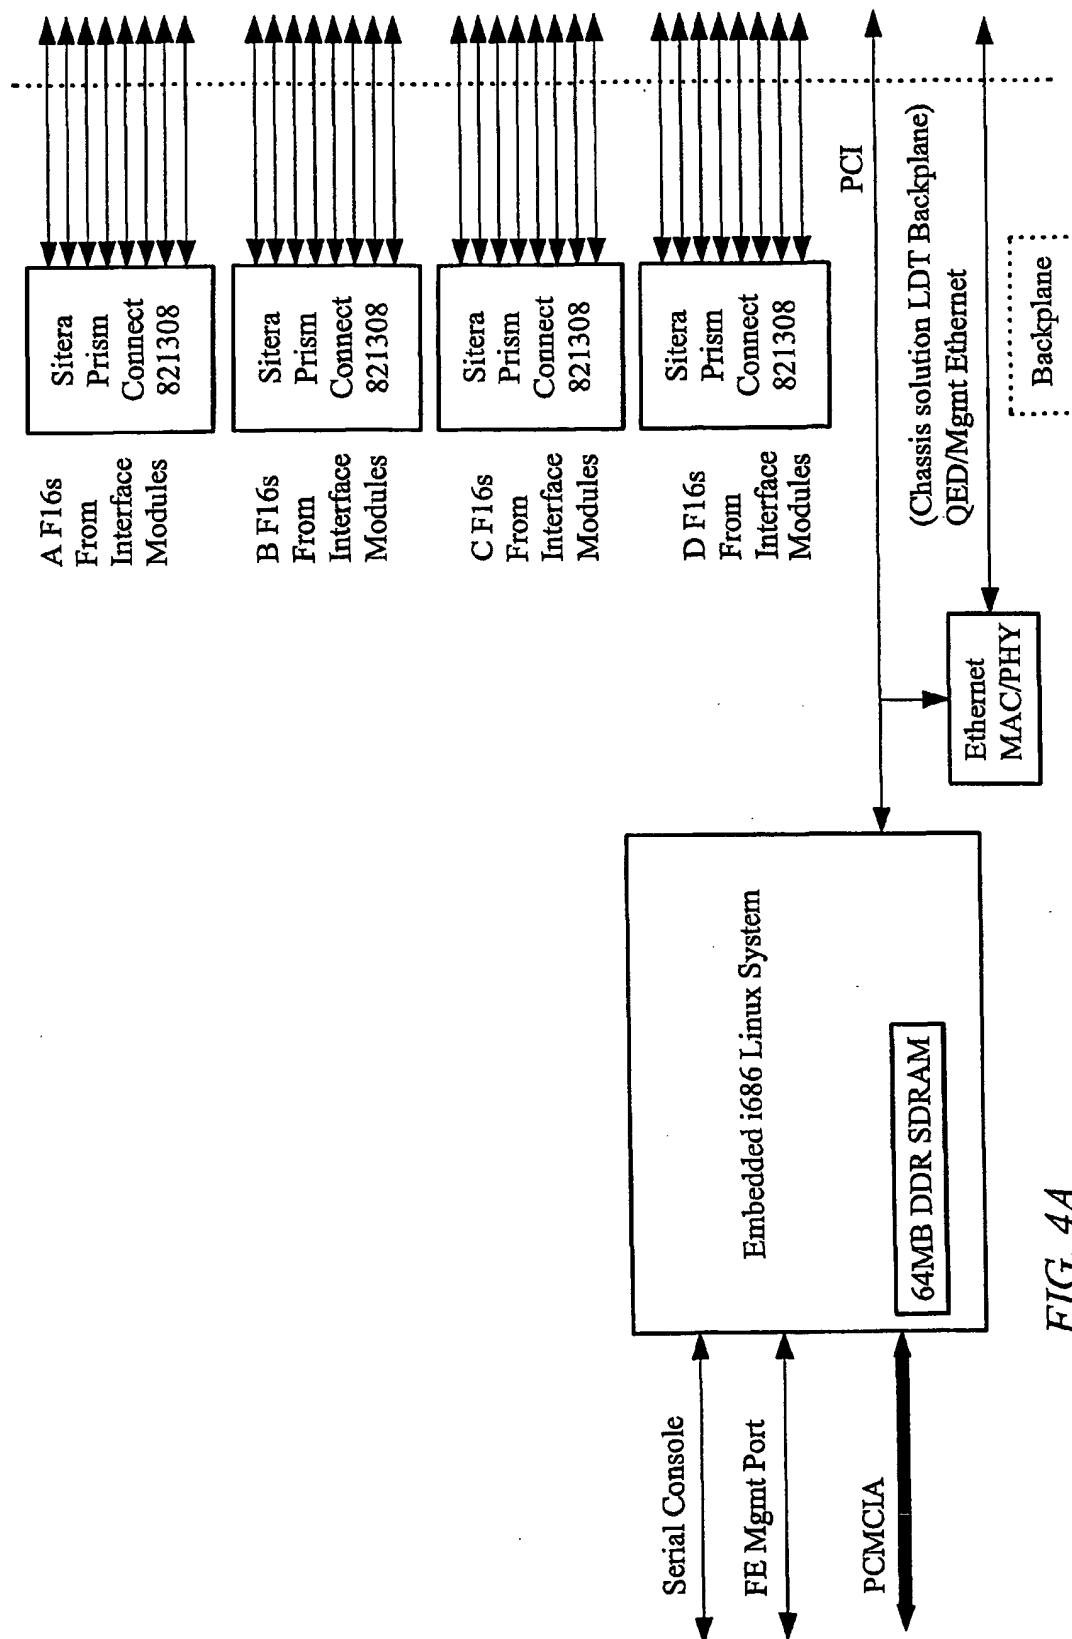 Serial Console
FE Mgmt Port
PCMCIA
Embedded i686 Linux System
64MB DDR SDRAM
Ethernet
MAC/PHY
A F16s
From
Interface
Modules
Sitera
Prism
Connect
821308
B F16s
From
Interface
Modules
Sitera
Prism
Connect
821308
C F16s
From
Interface
Modules
Sitera
Prism
Connect
821308
D F16s
From
Interface
Modules
Sitera
Prism
Connect
821308
PCI
(Chassis solution LDT Backplane)
QED/Mgmt Ethernet
Backplane
FIG. 4A